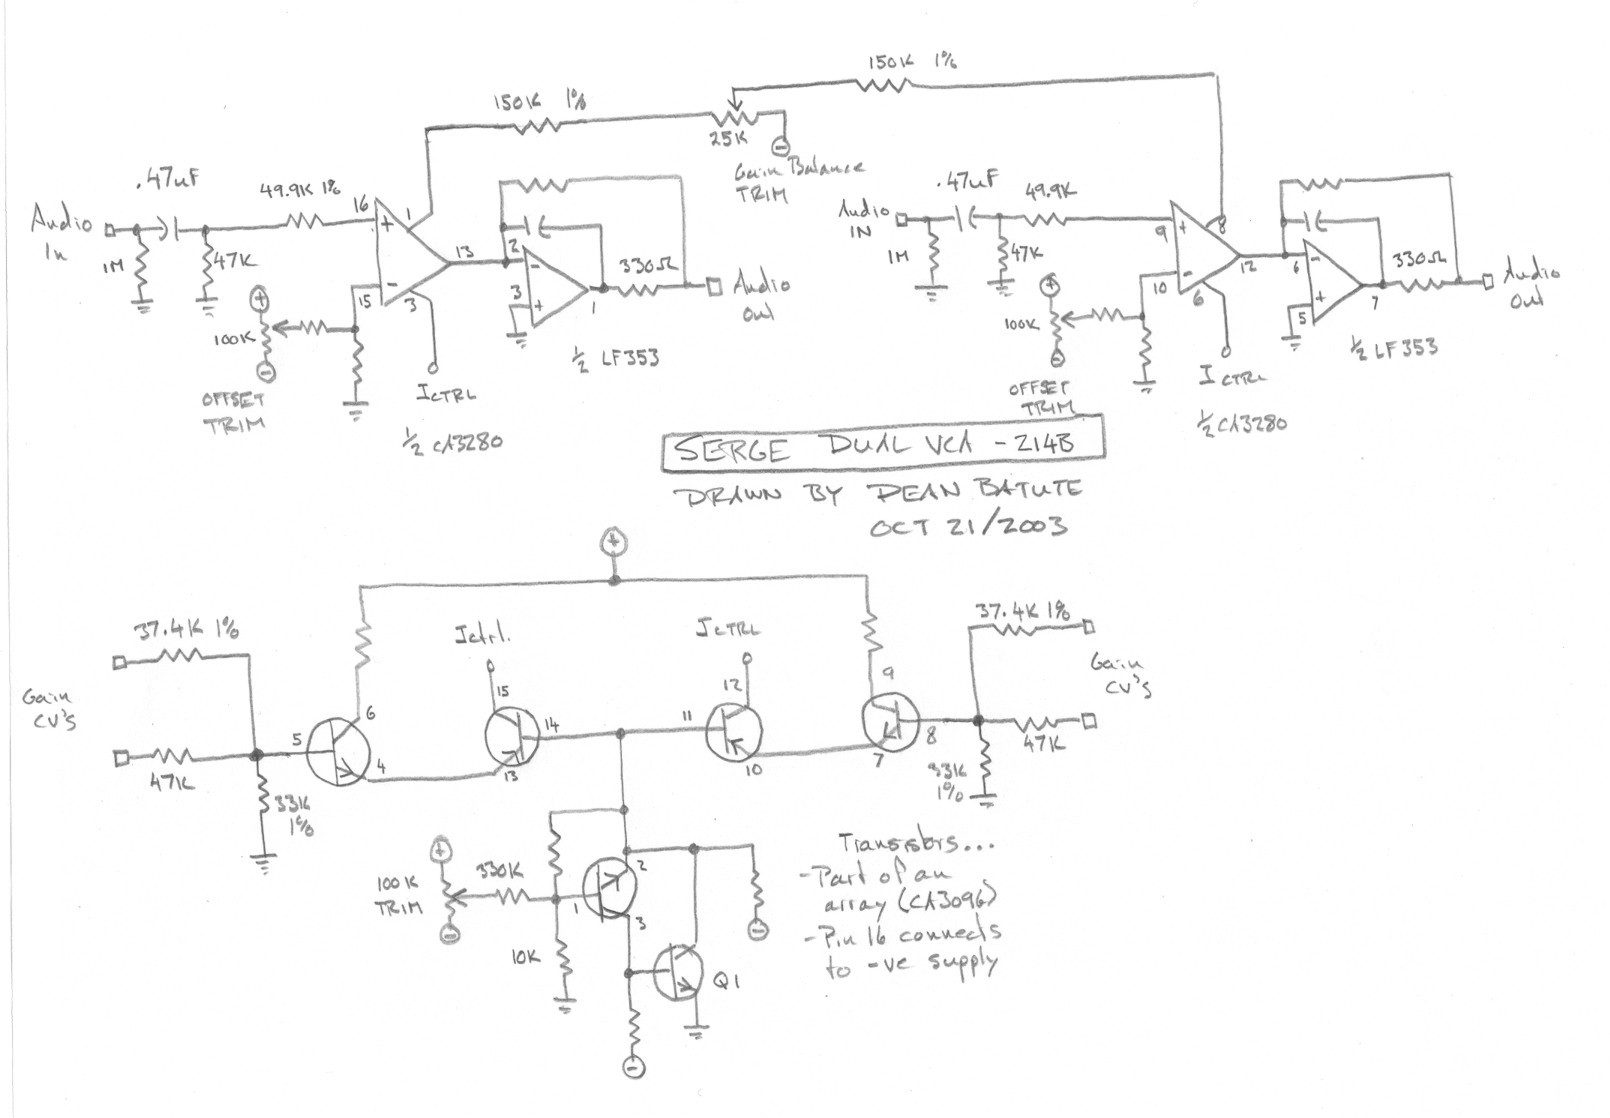 150K 1%
150K 1%
25K
Gain Balance
TRIM
.47uF
49.9K 1%
Audio
In
1M
47K
16
+
1
-
15
3
13
100K
OFFSET
TRIM
ICTRL
1/2 CA3280
2
-
3
+
1
330Ω
Audio
Out
1/2 LF353
.47uF
49.9K
Audio
IN
1M
47K
9
+
8
-
10
6
12
100K
OFFSET
TRIM
ICTRL
1/2 CA3280
6
-
5
+
7
330Ω
Audio
Out
1/2 LF353
SERGE DUAL VCA - 214B
DRAWN BY DEAN BATUTE
OCT 21/2003
+
37.4K 1%
Gain
CV's
47K
33K
1%
5
6
4
Ictrl.
15
14
13
ICTRL
12
11
10
9
8
7
37.4K 1%
Gain
CV's
47K
33K
1%
+
100K
TRIM
-
330K
10K
1
2
3
-
Q1
-
Transistors...
- Part of an
array (CA3096)
- Pin 16 connects
to -ve supply